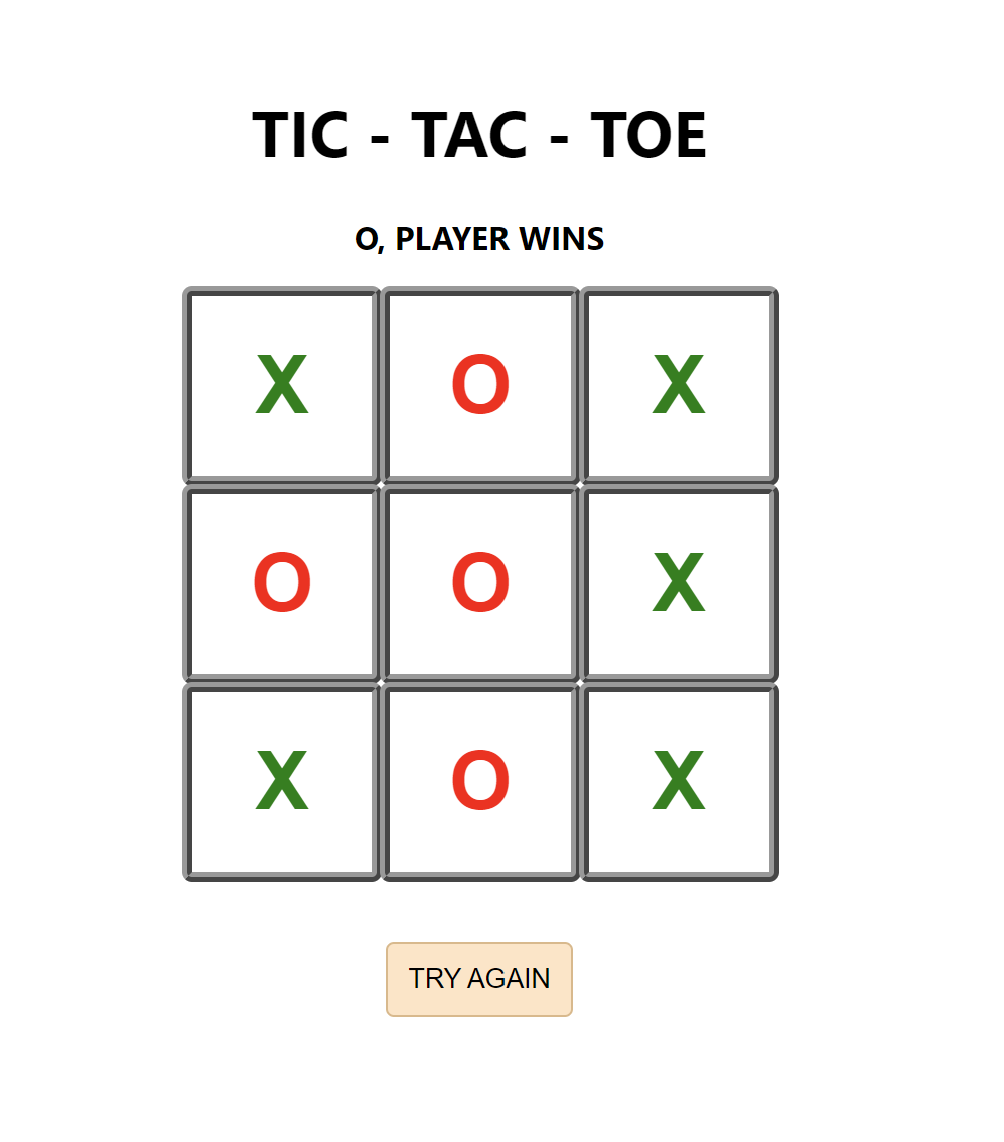 TIC - TAC - TOE
O, PLAYER WINS
X O X
O O X
X O X
TRY AGAIN